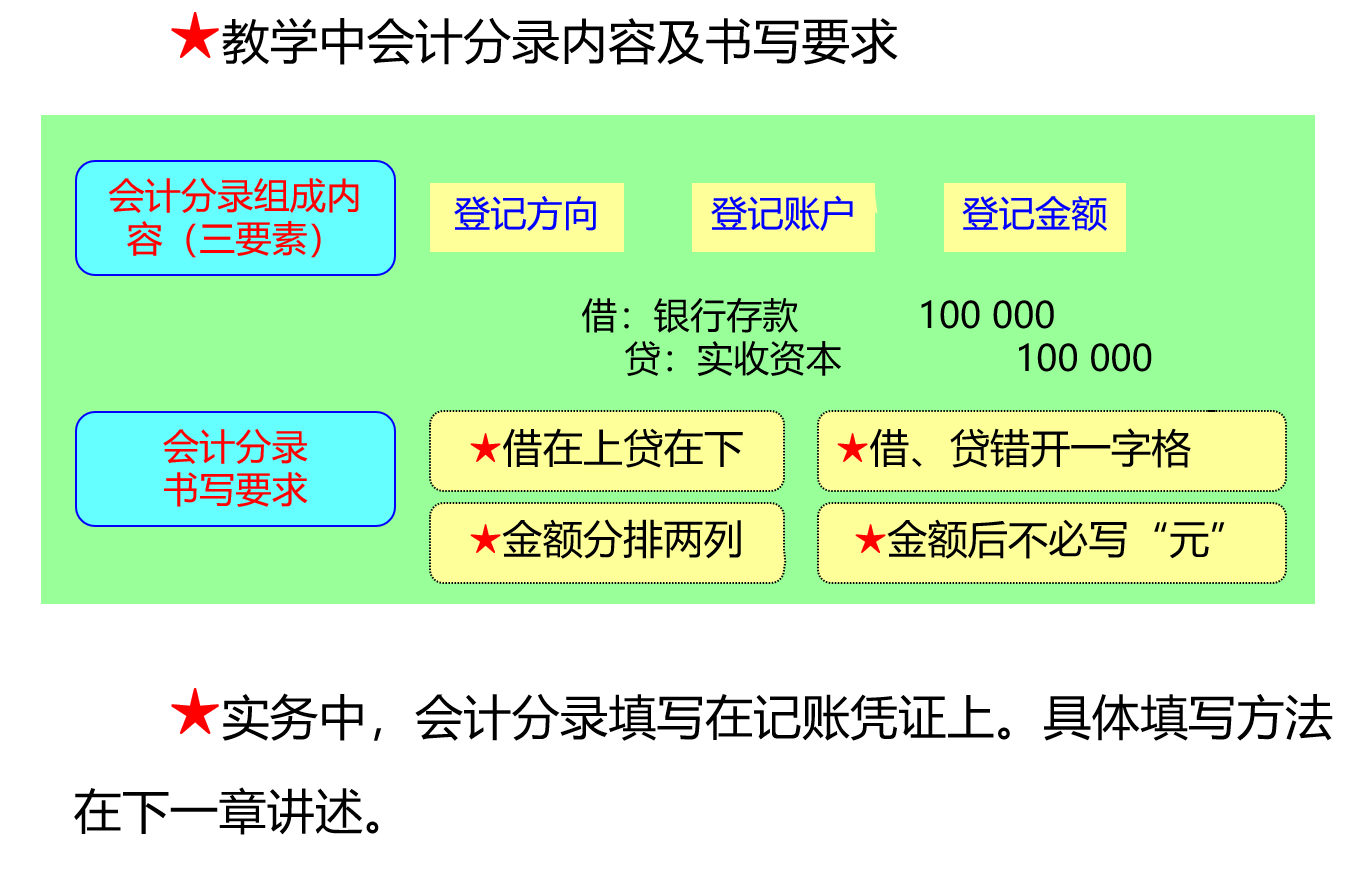 ★教学中会计分录内容及书写要求
会计分录组成内
容（三要素）
登记方向
登记账户
登记金额
借：银行存款 100 000
贷：实收资本 100 000
会计分录
书写要求
★借在上贷在下
★借、贷错开一字格
★金额分排两列
★金额后不必写“元”
★实务中，会计分录填写在记账凭证上。具体填写方法
在下一章讲述。